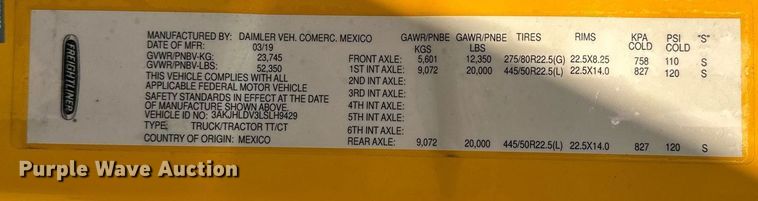 FREIGHTLINER
MANUFACTURED BY: DAIMLER VEH. COMERC. MEXICO
DATE OF MFR: 03/19
GVWR/PNBV-KG: 23,745
GVWR/PNBV-LBS: 52,350
THIS VEHICLE COMPLIES WITH ALL
APPLICABLE FEDERAL MOTOR VEHICLE
SAFETY STANDARDS IN EFFECT AT THE DATE
OF MANUFACTURE SHOWN ABOVE.
VEHICLE ID NO: 3AKJHLDV3LSLH9429
TYPE: TRUCK/TRACTOR TT/CT
COUNTRY OF ORIGIN: MEXICO
GAWR/PNBE KGS GAWR/PNBE LBS TIRES RIMS KPA COLD PSI COLD "S"
FRONT AXLE: 5,601 12,350 275/80R22.5(G) 22.5X8.25 758 110 S
1ST INT AXLE: 9,072 20,000 445/50R22.5(L) 22.5X14.0 827 120 S
2ND INT AXLE:
3RD INT AXLE:
4TH INT AXLE:
5TH INT AXLE:
6TH INT AXLE:
REAR AXLE: 9,072 20,000 445/50R22.5(L) 22.5X14.0 827 120 S
Purple Wave Auction